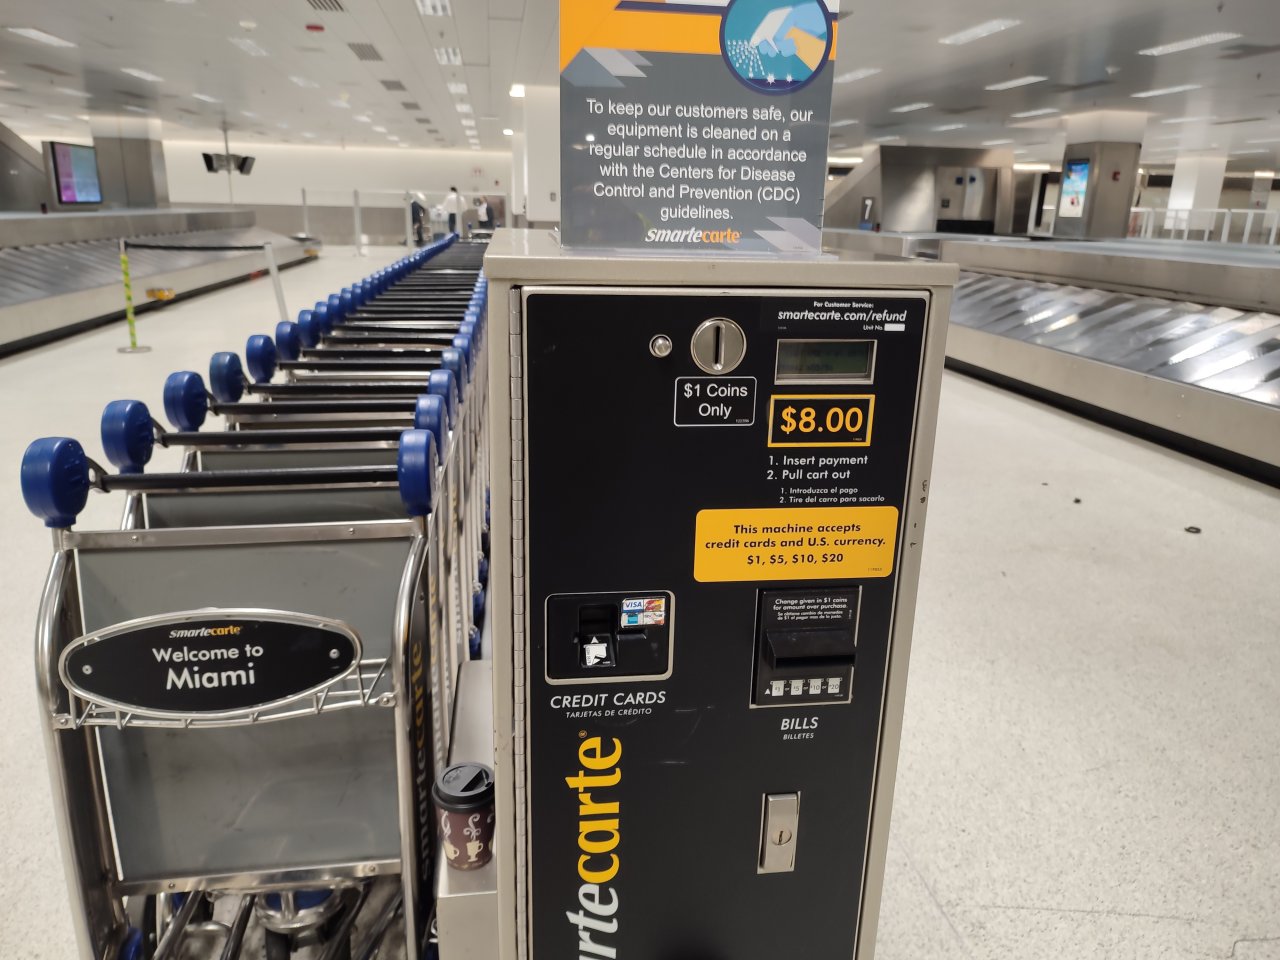 To keep our customers safe, our
equipment is cleaned on a
regular schedule in accordance
with the Centers for Disease
Control and Prevention (CDC)
guidelines.
smartecarte
For Customer Service:
smartecarte.com/refund
Unit No.
$1 Coins
Only
$8.00
1. Insert payment
2. Pull cart out
1. Introduzca el pago
2. Tire del carro para sacarlo
This machine accepts
credit cards and U.S. currency.
$1, $5, $10, $20
VISA
CREDIT CARDS
TARJETAS DE CRÉDITO
Change given in $1 coins
for amount over purchase.
$1 $5 $10 $20
BILLS
BILLETES
smartecarte
Welcome to
Miami
rtecarte
7